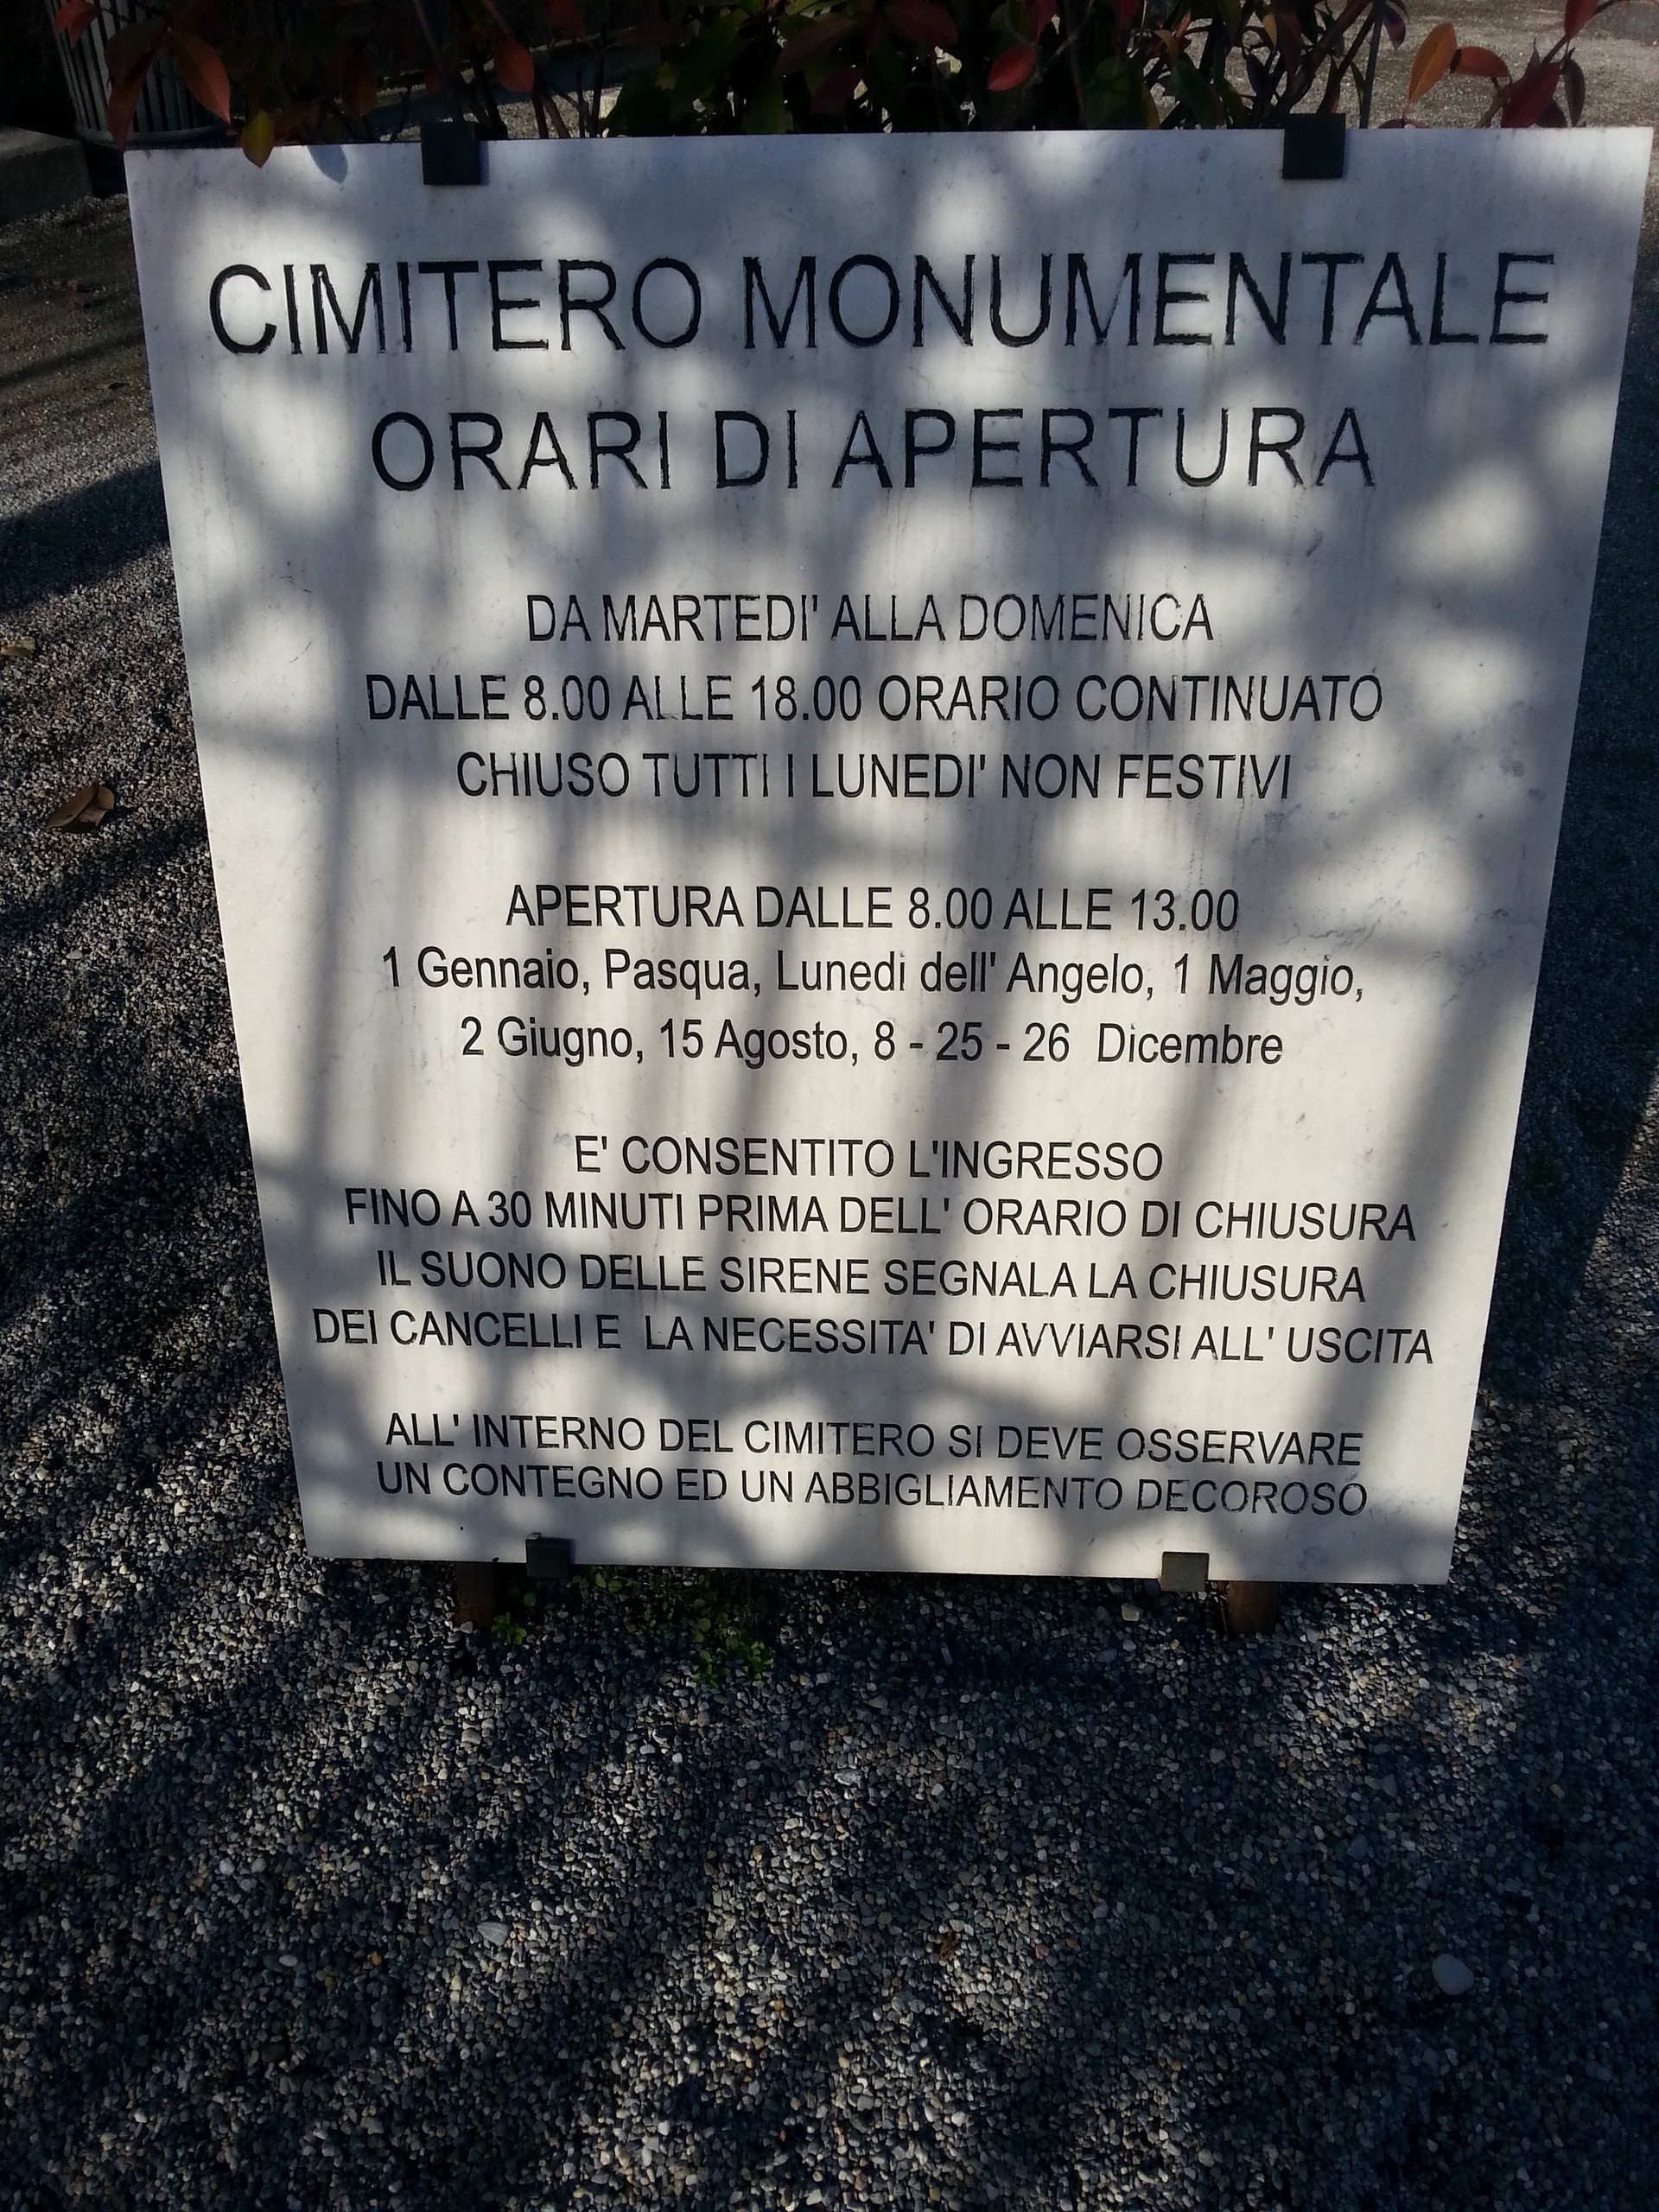 CIMITERO MONUMENTALE
ORARI DI APERTURA
DA MARTEDI' ALLA DOMENICA
DALLE 8.00 ALLE 18.00 ORARIO CONTINUATO
CHIUSO TUTTI I LUNEDI' NON FESTIVI
APERTURA DALLE 8.00 ALLE 13.00
1 Gennaio, Pasqua, Lunedi dell' Angelo, 1 Maggio,
2 Giugno, 15 Agosto, 8 - 25 - 26 Dicembre
E' CONSENTITO L'INGRESSO
FINO A 30 MINUTI PRIMA DELL' ORARIO DI CHIUSURA
IL SUONO DELLE SIRENE SEGNALA LA CHIUSURA
DEI CANCELLI E LA NECESSITA' DI AVVIARSI ALL' USCITA
ALL' INTERNO DEL CIMITERO SI DEVE OSSERVARE
UN CONTEGNO ED UN ABBIGLIAMENTO DECOROSO